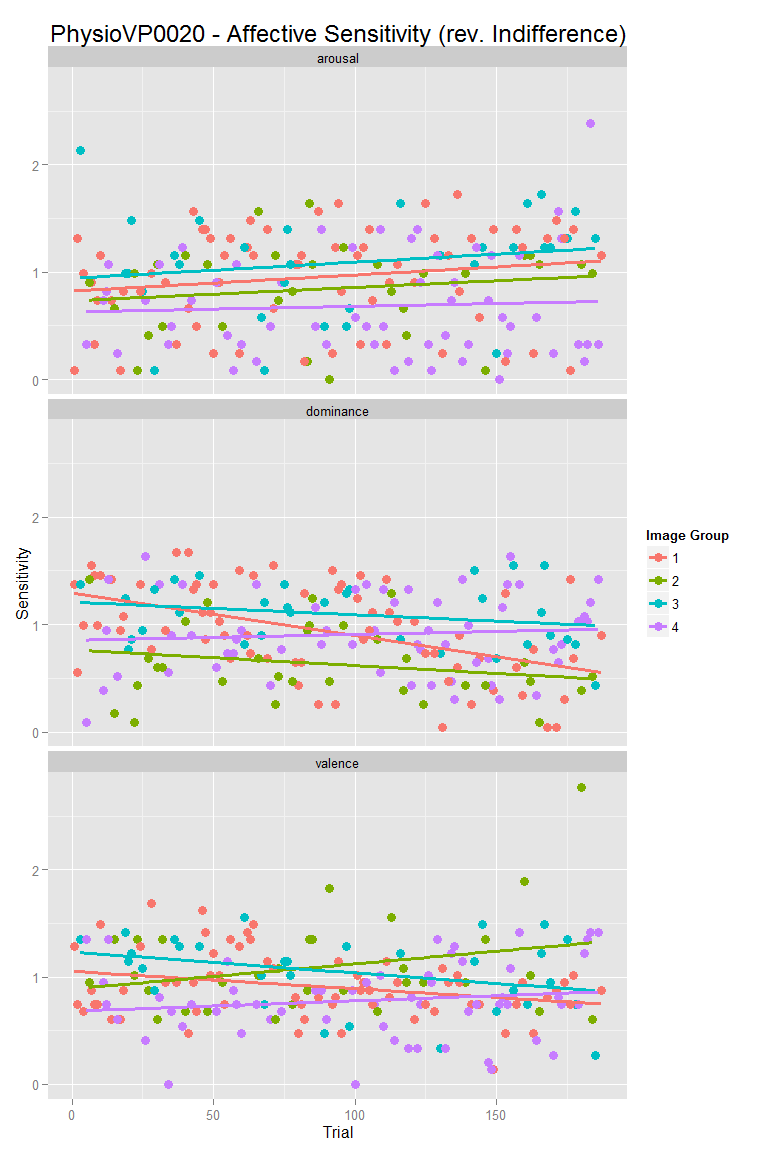 PhysioVP0020 - Affective Sensitivity (rev. Indifference)
arousal
2
1
0
dominance
2
1
0
valence
2
1
0
0 50 100 150
Trial
Sensitivity
Image Group
1
2
3
4